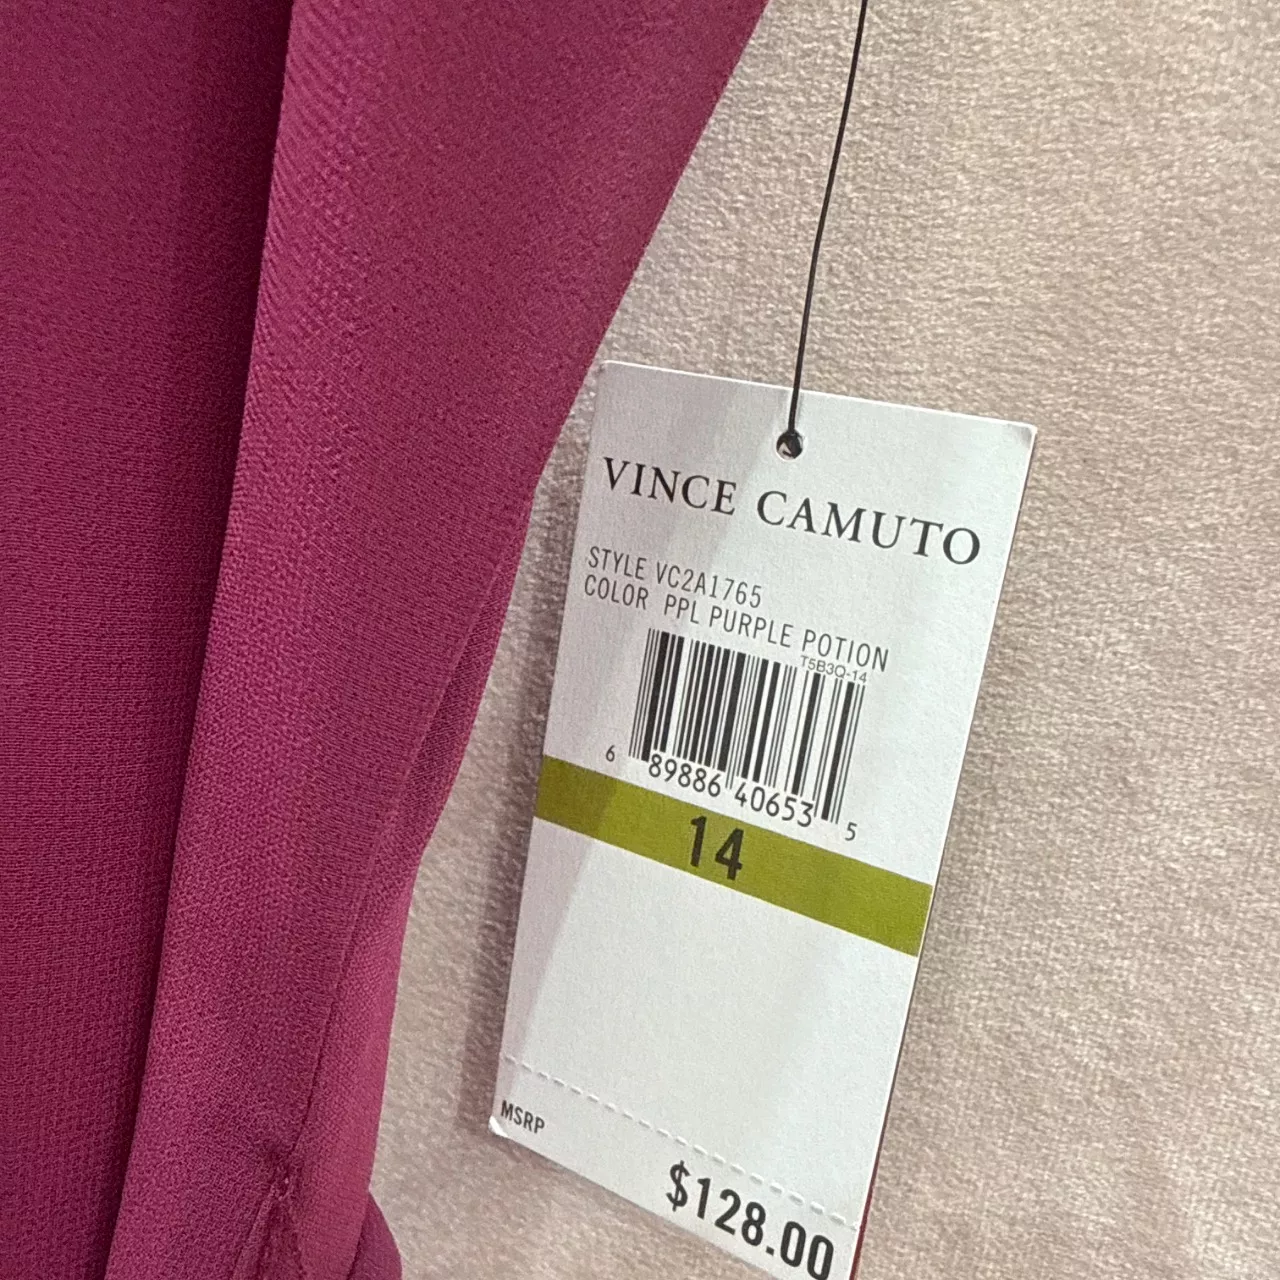 VINCE CAMUTO
STYLE VC2A1765
COLOR PPL PURPLE POTION
T5B3Q-14
6 89886 40653 5
14
MSRP
$128.00